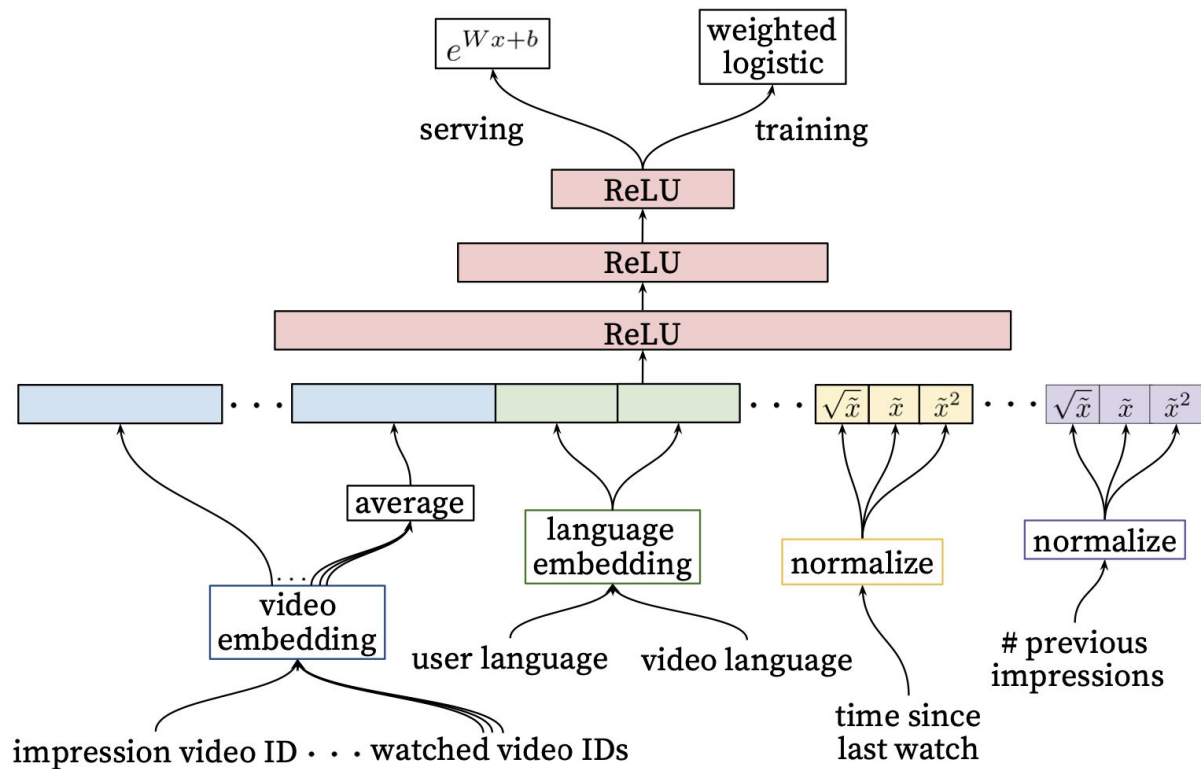 e^{Wx+b}
weighted
logistic
serving
training
ReLU
ReLU
ReLU
. . .
. . .
√x̃ x̃ x̃²
. . .
√x̃ x̃ x̃²
average
language
embedding
normalize
normalize
. . .
video
embedding
user language
video language
# previous
impressions
time since
last watch
impression video ID . . . watched video IDs